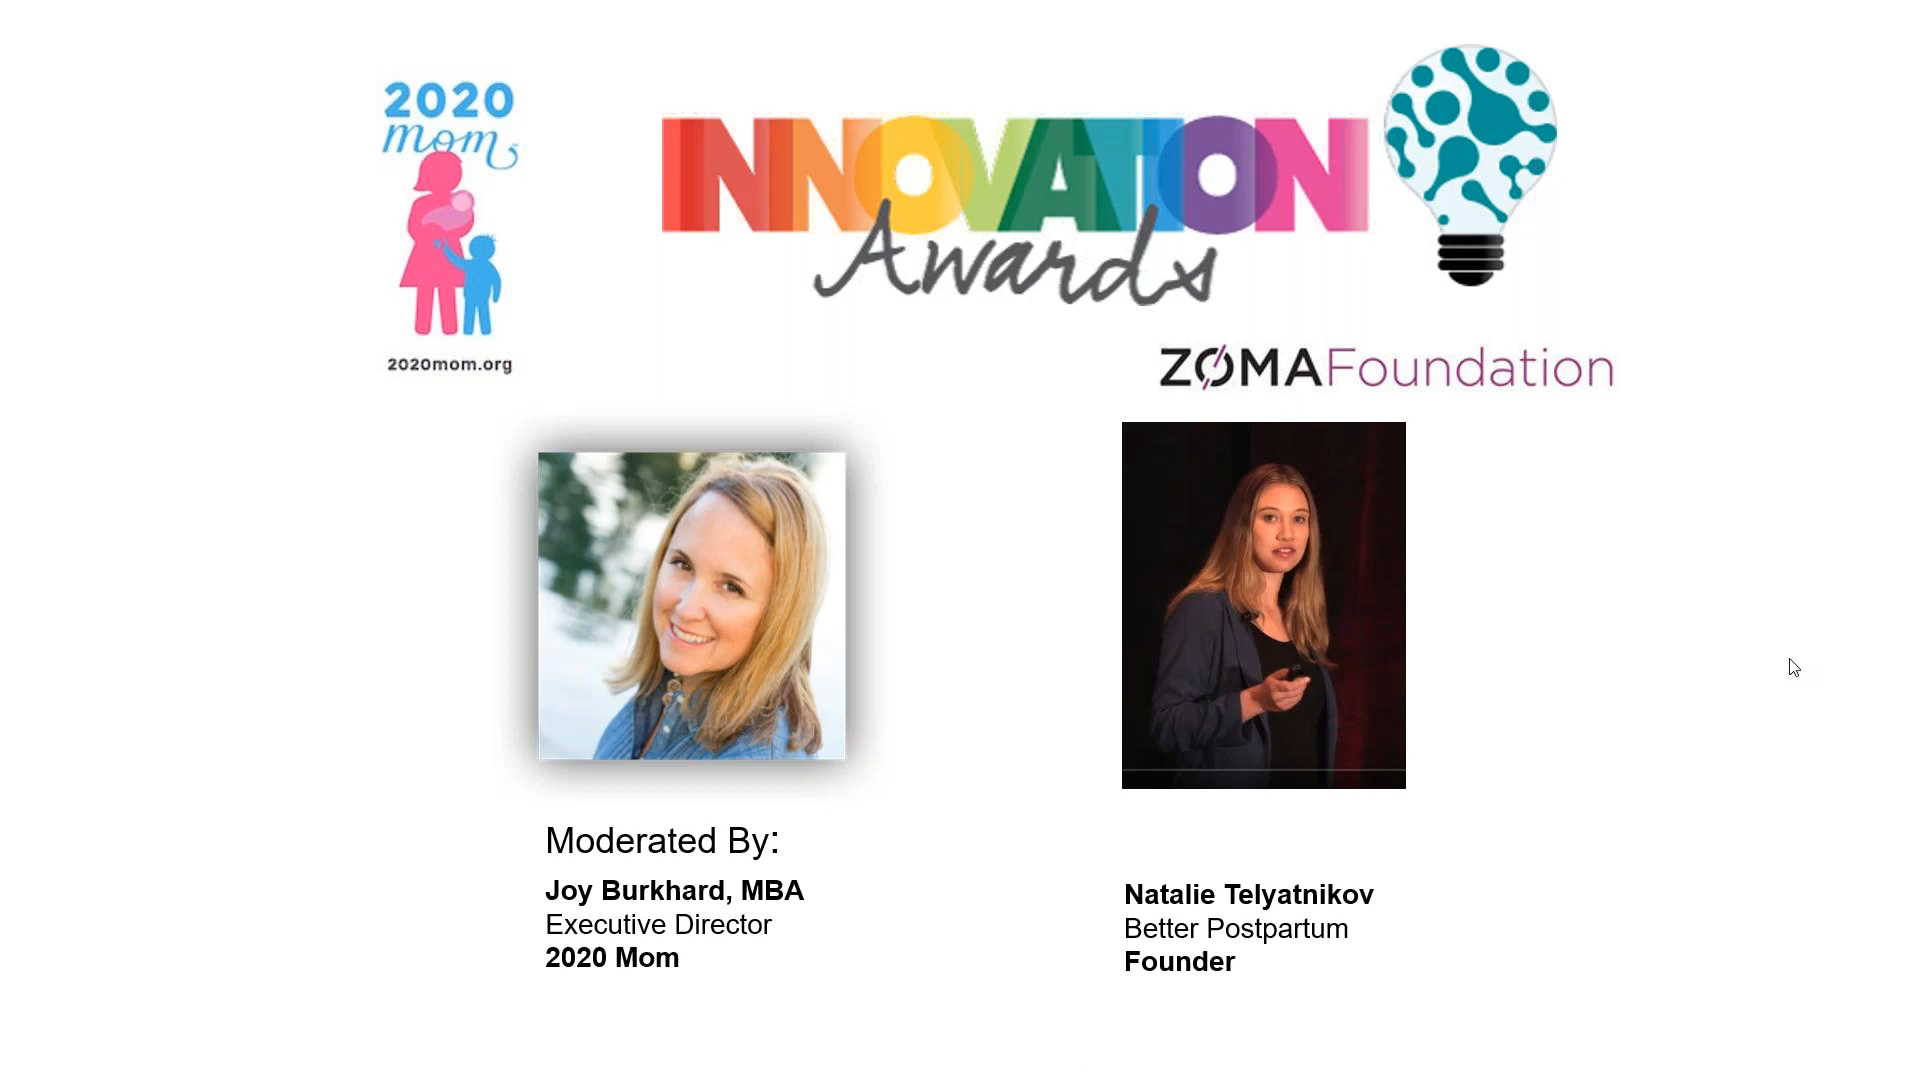 2020
mom
2020mom.org
INNOVATION
Awards
ZOMAFoundation
Moderated By:
Joy Burkhard, MBA
Executive Director
2020 Mom
Natalie Telyatnikov
Better Postpartum
Founder